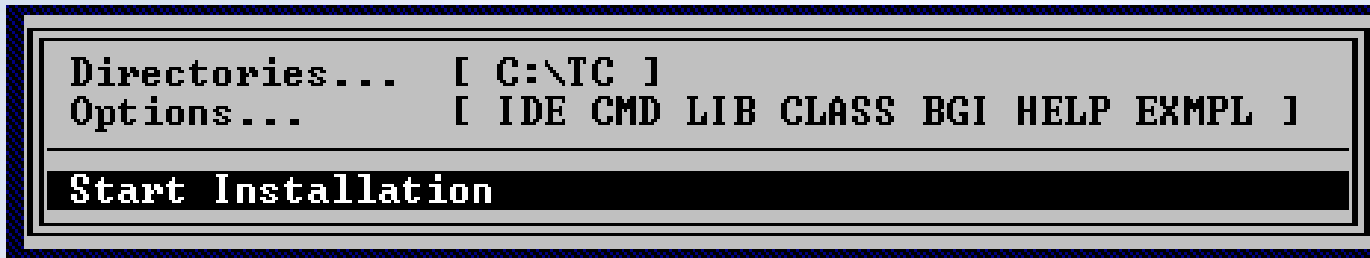 Directories... [ C:\TC ]
Options... [ IDE CMD LIB CLASS BGI HELP EXMPL ]
Start Installation